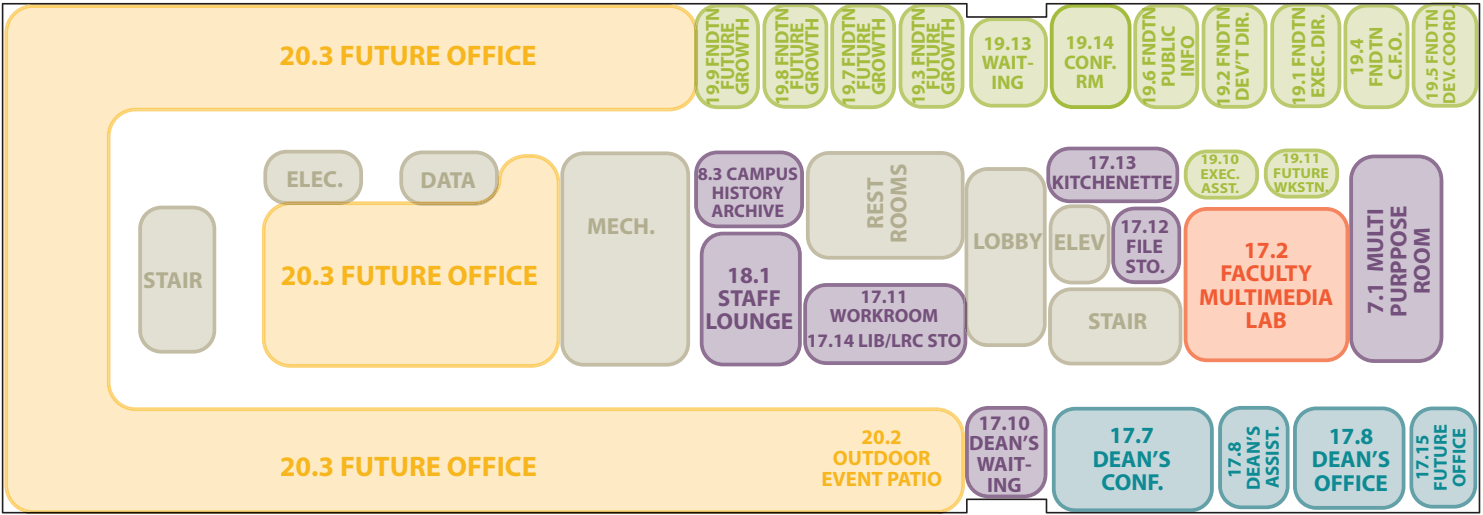 20.3 FUTURE OFFICE
19.9 FNDTN
FUTURE
GROWTH
19.8 FNDTN
FUTURE
GROWTH
19.7 FNDTN
FUTURE
GROWTH
19.3 FNDTN
FUTURE
GROWTH
19.13
WAIT-
ING
19.14
CONF.
RM
19.6 FNDTN
PUBLIC
INFO
19.2 FNDTN
DEV'T DIR.
19.1 FNDTN
EXEC. DIR.
19.4
FNDTN
C.F.O.
19.5 FNDTN
DEV. COORD.
ELEC.
DATA
STAIR
20.3 FUTURE OFFICE
MECH.
8.3 CAMPUS
HISTORY
ARCHIVE
18.1
STAFF
LOUNGE
REST
ROOMS
17.11
WORKROOM
17.14 LIB/LRC STO
LOBBY
17.13
KITCHENETTE
ELEV
17.12
FILE
STO.
STAIR
19.10
EXEC.
ASST.
19.11
FUTURE
WKSTN.
17.2
FACULTY
MULTIMEDIA
LAB
7.1 MULTI
PURPPOSE
ROOM
20.3 FUTURE OFFICE
20.2
OUTDOOR
EVENT PATIO
17.10
DEAN'S
WAIT-
ING
17.7
DEAN'S
CONF.
17.8
DEAN'S
ASSIST.
17.8
DEAN'S
OFFICE
17.15
FUTURE
OFFICE